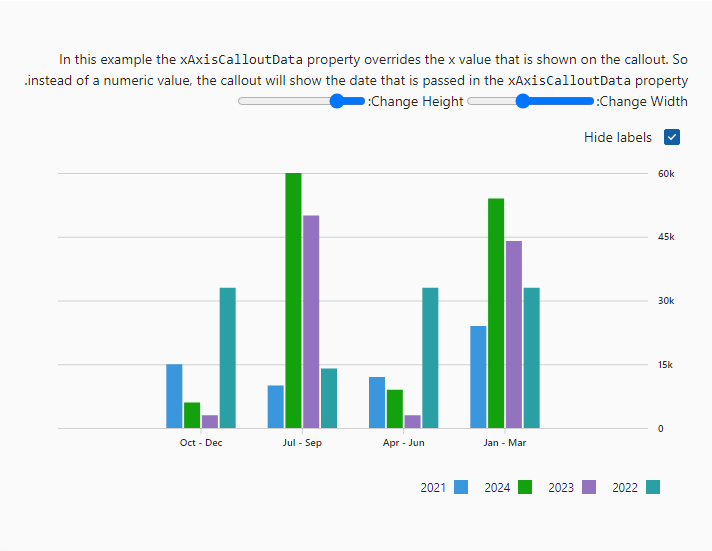 In this example the xAxisCalloutData property overrides the x value that is shown on the callout. So
.instead of a numeric value, the callout will show the date that is passed in the xAxisCalloutData property
:Change Width :Change Height
Hide labels
60k
45k
30k
15k
0
Jan - Mar Apr - Jun Jul - Sep Oct - Dec
2022 2023 2024 2021